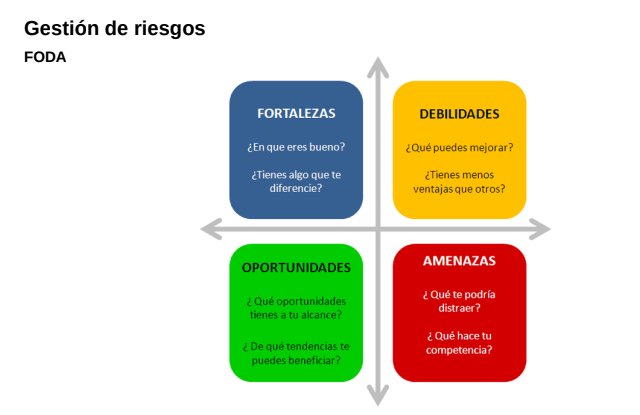 Gestión de riesgos
FODA
FORTALEZAS
¿En que eres bueno?
¿Tienes algo que te
diferencie?
DEBILIDADES
¿Qué puedes mejorar?
¿Tienes menos
ventajas que otros?
OPORTUNIDADES
¿ Qué oportunidades
tienes a tu alcance?
¿ De qué tendencias te
puedes beneficiar?
AMENAZAS
¿ Qué te podría
distraer?
¿ Qué hace tu
competencia?